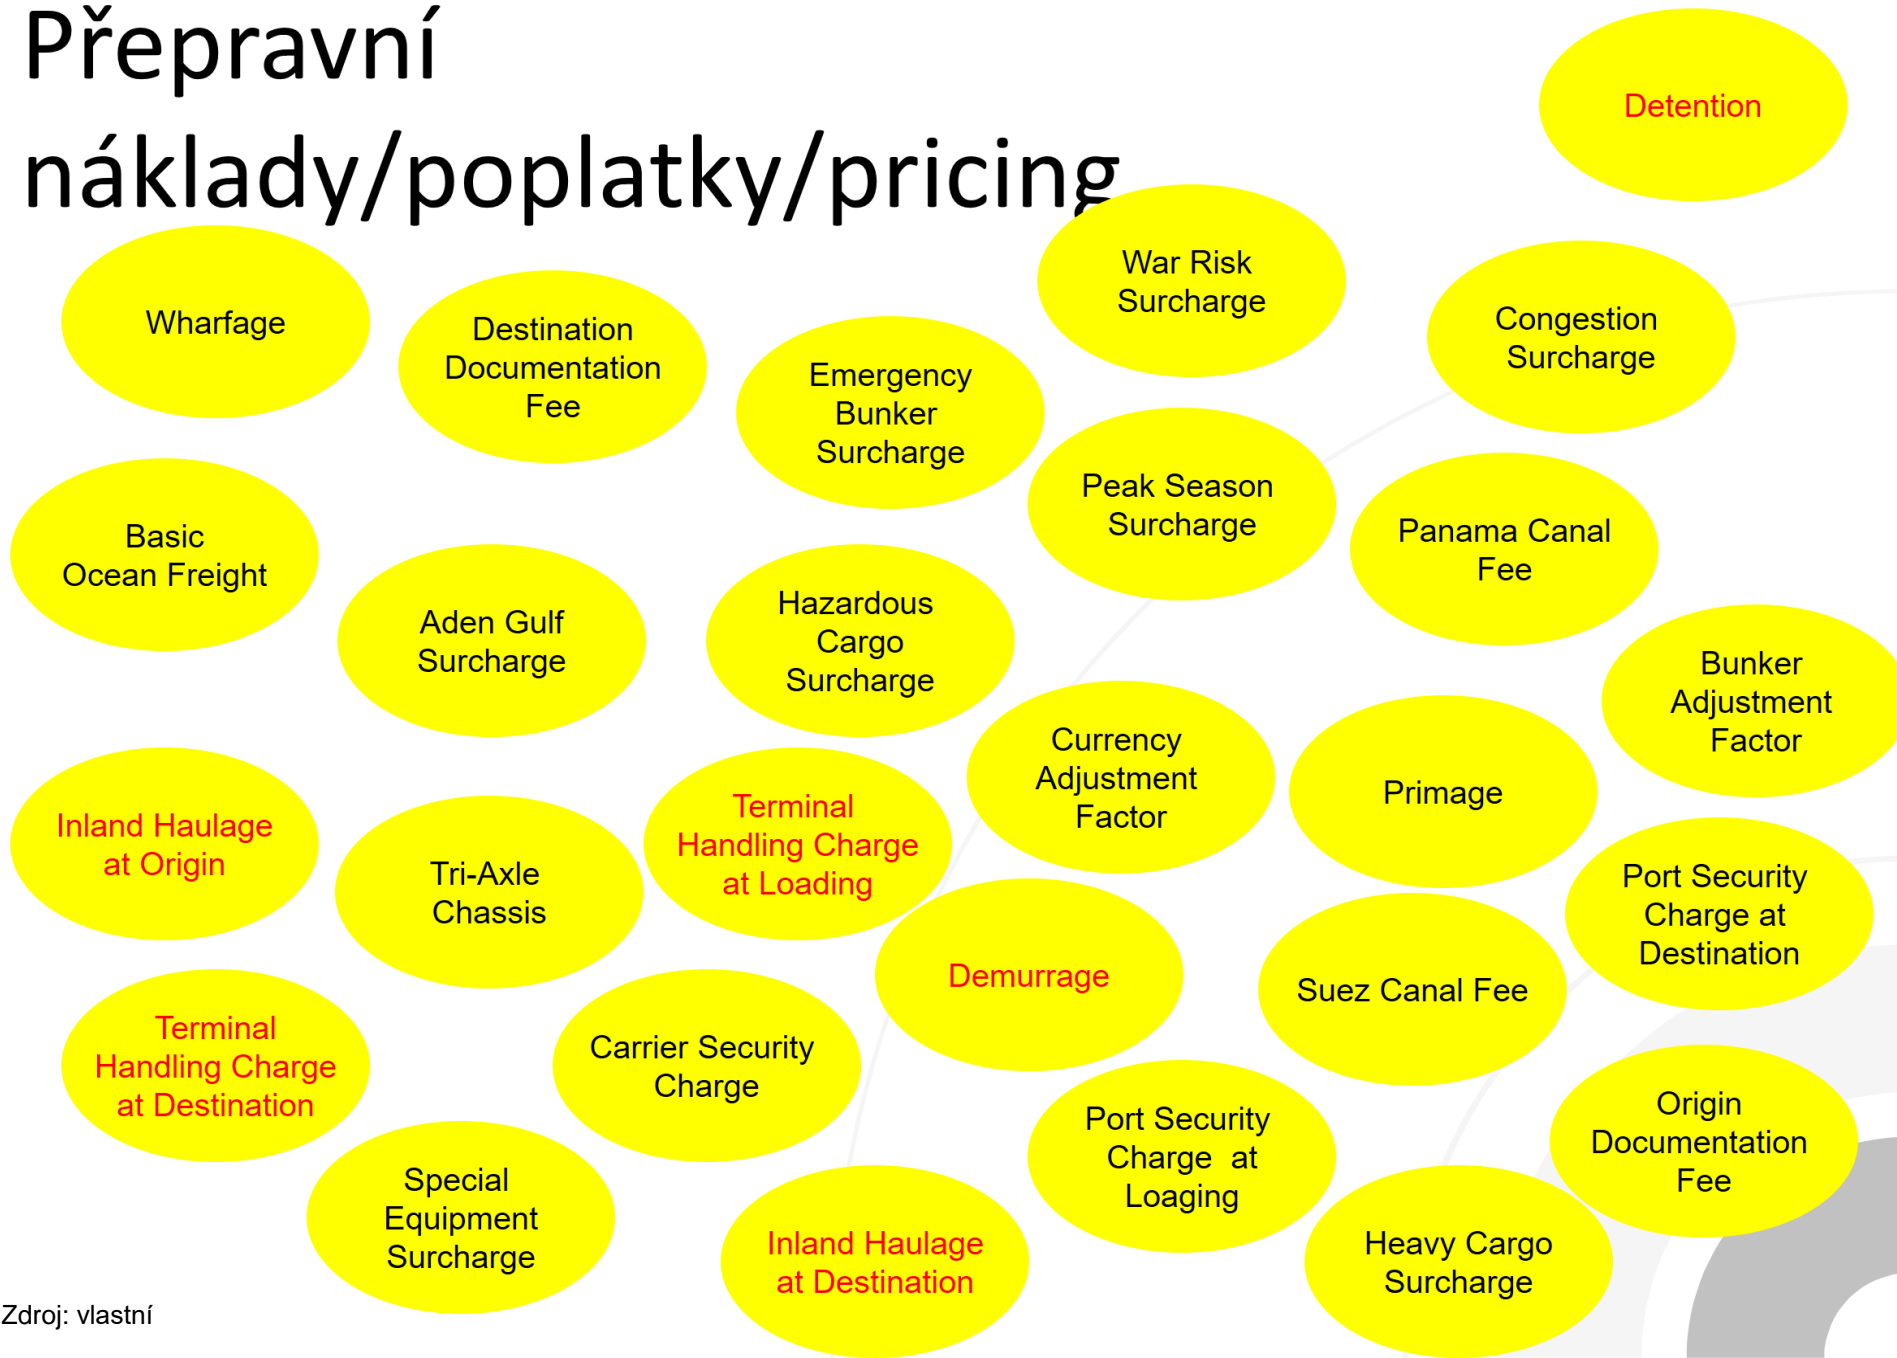 Přepravní
náklady/poplatky/pricing
Detention
War Risk
Surcharge
Wharfage
Destination
Documentation
Fee
Emergency
Bunker
Surcharge
Congestion
Surcharge
Peak Season
Surcharge
Basic
Ocean Freight
Panama Canal
Fee
Aden Gulf
Surcharge
Hazardous
Cargo
Surcharge
Bunker
Adjustment
Factor
Currency
Adjustment
Factor
Primage
Inland Haulage
at Origin
Tri-Axle
Chassis
Terminal
Handling Charge
at Loading
Port Security
Charge at
Destination
Demurrage
Suez Canal Fee
Terminal
Handling Charge
at Destination
Carrier Security
Charge
Port Security
Charge  at
Loaging
Origin
Documentation
Fee
Special
Equipment
Surcharge
Inland Haulage
at Destination
Heavy Cargo
Surcharge
Zdroj: vlastní